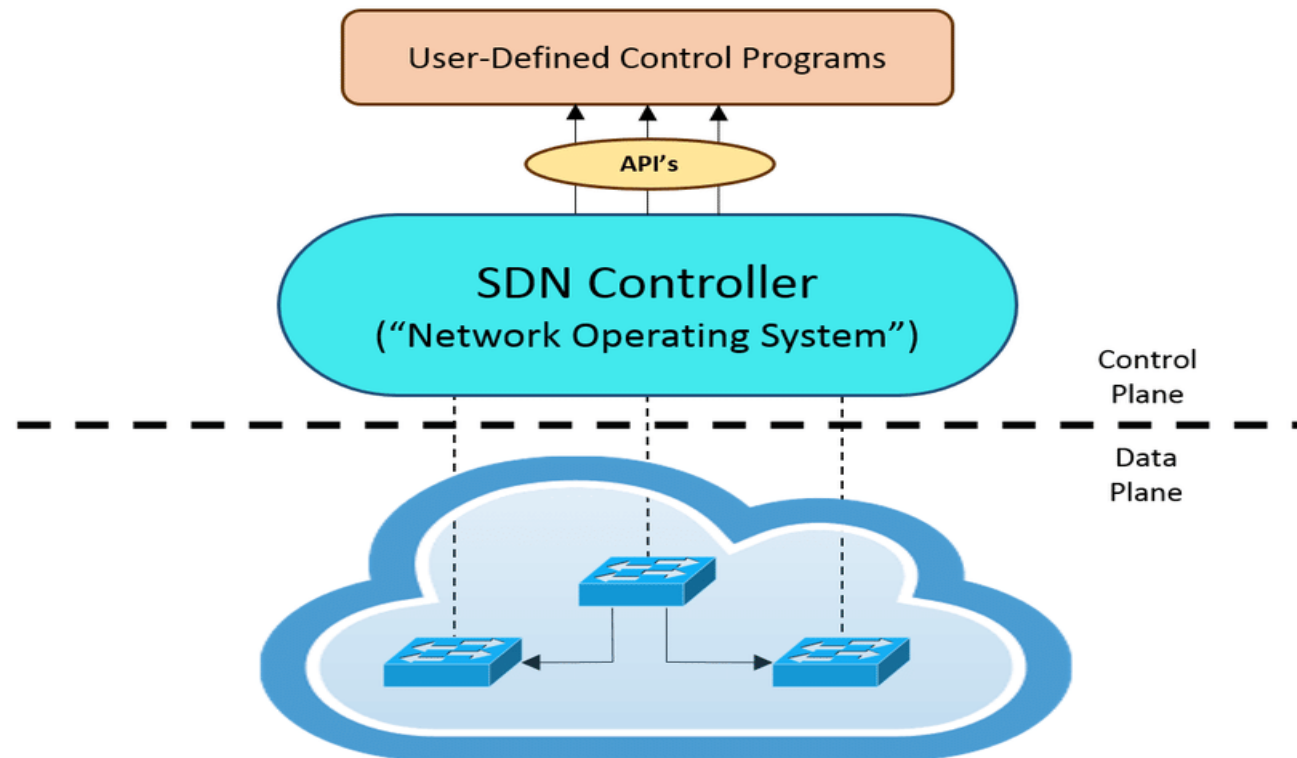 User-Defined Control Programs
API’s
SDN Controller
(“Network Operating System”)
Control
Plane
Data
Plane